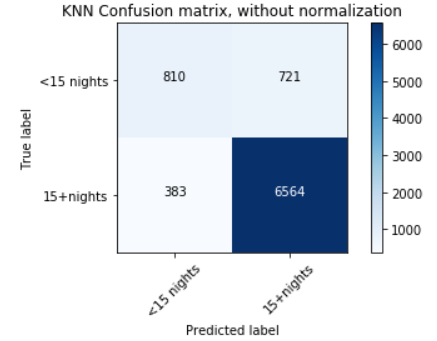 KNN Confusion matrix, without normalization
True label
<15 nights
810
721
15+nights
383
6564
<15 nights
15+nights
Predicted label
6000
5000
4000
3000
2000
1000